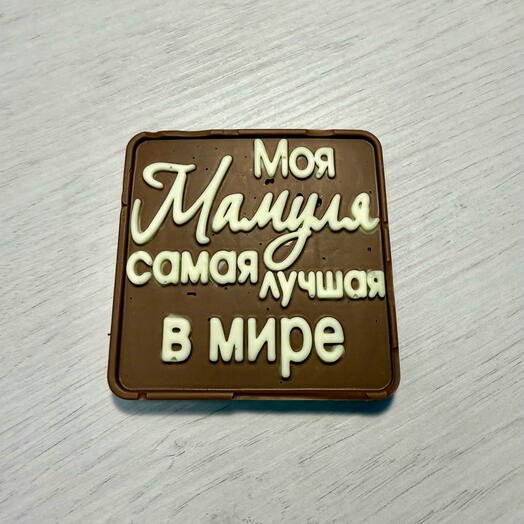 Моя
Мамуля
самая
лучшая
в мире